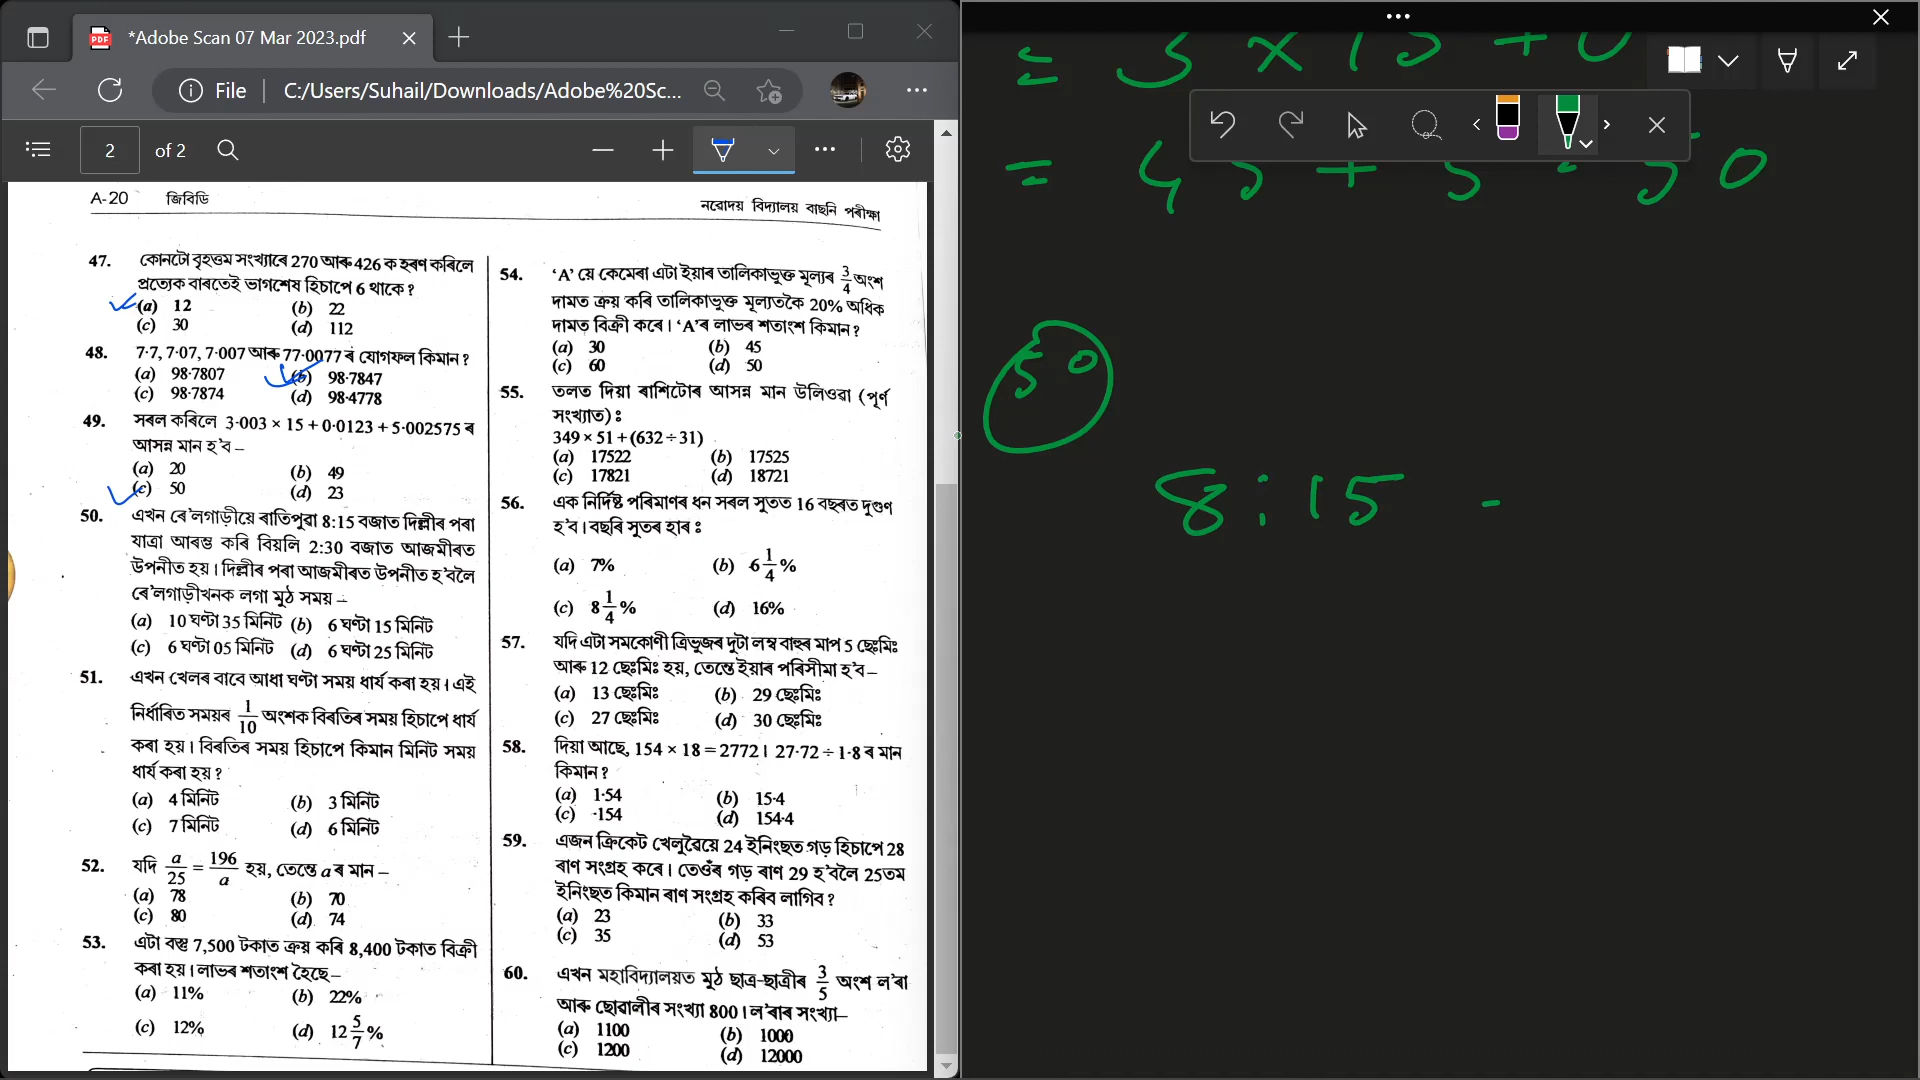 *Adobe Scan 07 Mar 2023.pdf
File
C:/Users/Suhail/Downloads/Adobe%20Sc...
2 of 2
A-20 জিবিডি
নৱোদয় বিদ্যালয় বাছনি পৰীক্ষা
47. কোনটো বৃহত্তম সংখ্যাৰে 270 আৰু 426 ক হৰণ কৰিলে
প্ৰত্যেক বাৰতেই ভাগশেষ হিচাপে 6 থাকে ?
(a) 12 (b) 22
(c) 30 (d) 112
48. 7·7, 7·07, 7·007 আৰু 77·0077 ৰ যোগফল কিমান ?
(a) 98·7807 (b) 98·7847
(c) 98·7874 (d) 98·4778
49. সৰল কৰিলে 3·003 × 15 + 0·0123 + 5·002575 ৰ
আসন্ন মান হ'ব –
(a) 20 (b) 49
(c) 50 (d) 23
50. এখন ৰে'লগাড়ীয়ে ৰাতিপুৱা 8:15 বজাত দিল্লীৰ পৰা
যাত্ৰা আৰম্ভ কৰি বিয়লি 2:30 বজাত আজমীৰত
উপনীত হয়। দিল্লীৰ পৰা আজমীৰত উপনীত হ'বলৈ
ৰে'লগাড়ীখনক লগা মুঠ সময় –
(a) 10 ঘণ্টা 35 মিনিট (b) 6 ঘণ্টা 15 মিনিট
(c) 6 ঘণ্টা 05 মিনিট (d) 6 ঘণ্টা 25 মিনিট
51. এখন খেলৰ বাবে আধা ঘণ্টা সময় ধাৰ্য কৰা হয়। এই
নিৰ্ধাৰিত সময়ৰ 1/10 অংশক বিৰতিৰ সময় হিচাপে ধাৰ্য
কৰা হয়। বিৰতিৰ সময় হিচাপে কিমান মিনিট সময়
ধাৰ্য কৰা হয় ?
(a) 4 মিনিট (b) 3 মিনিট
(c) 7 মিনিট (d) 6 মিনিট
52. যদি a/25 = 196/a হয়, তেন্তে a ৰ মান –
(a) 78 (b) 70
(c) 80 (d) 74
53. এটা বস্তু 7,500 টকাত ক্ৰয় কৰি 8,400 টকাত বিক্ৰী
কৰা হয়। লাভৰ শতাংশ হৈছে –
(a) 11% (b) 22%
(c) 12% (d) 12 5/7 %
54. 'A' য়ে কেমেৰা এটা ইয়াৰ তালিকাভুক্ত মূল্যৰ 3/4 অংশ
দামত ক্ৰয় কৰি তালিকাভুক্ত মূল্যতকৈ 20% অধিক
দামত বিক্ৰী কৰে। 'A'ৰ লাভৰ শতাংশ কিমান ?
(a) 30 (b) 45
(c) 60 (d) 50
55. তলত দিয়া ৰাশিটোৰ আসন্ন মান উলিওৱা (পূৰ্ণ
সংখ্যাত) ঃ
349 × 51 + (632 ÷ 31)
(a) 17522 (b) 17525
(c) 17821 (d) 18721
56. এক নিৰ্দিষ্ট পৰিমাণৰ ধন সৰল সুতত 16 বছৰত দুগুণ
হ'ব। বছৰি সুতৰ হাৰ ঃ
(a) 7% (b) 6 1/4 %
(c) 8 1/4 % (d) 16%
57. যদি এটা সমকোণী ত্ৰিভুজৰ দুটা লম্ব বাহুৰ মাপ 5 ছেঃমিঃ
আৰু 12 ছেঃমিঃ হয়, তেন্তে ইয়াৰ পৰিসীমা হ'ব –
(a) 13 ছেঃমিঃ (b) 29 ছেঃমিঃ
(c) 27 ছেঃমিঃ (d) 30 ছেঃমিঃ
58. দিয়া আছে, 154 × 18 = 2772। 27·72 ÷ 1·8 ৰ মান
কিমান ?
(a) 1·54 (b) 15·4
(c) ·154 (d) 154·4
59. এজন ক্ৰিকেট খেলুৱৈয়ে 24 ইনিংছত গড় হিচাপে 28
ৰাণ সংগ্ৰহ কৰে। তেওঁৰ গড় ৰাণ 29 হ'বলৈ 25তম
ইনিংছত কিমান ৰাণ সংগ্ৰহ কৰিব লাগিব ?
(a) 23 (b) 33
(c) 35 (d) 53
60. এখন মহাবিদ্যালয়ত মুঠ ছাত্ৰ-ছাত্ৰীৰ 3/5 অংশ ল'ৰা
আৰু ছোৱালীৰ সংখ্যা 800। ল'ৰাৰ সংখ্যা –
(a) 1100 (b) 1000
(c) 1200 (d) 12000
= 3 × 15 + 0
= 45 + 5 = 50
50
8:15 -